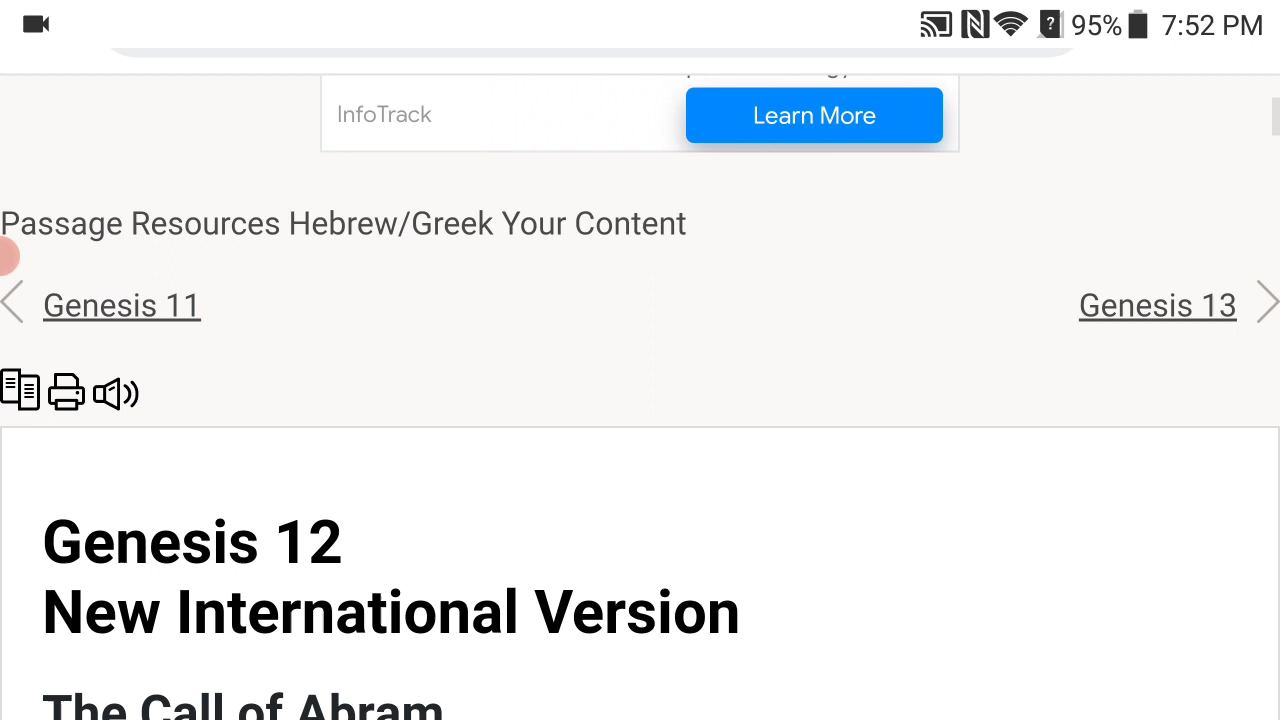 95% 7:52 PM
InfoTrack
Learn More
Passage Resources Hebrew/Greek Your Content
Genesis 11
Genesis 13
Genesis 12
New International Version
The Call of Abram